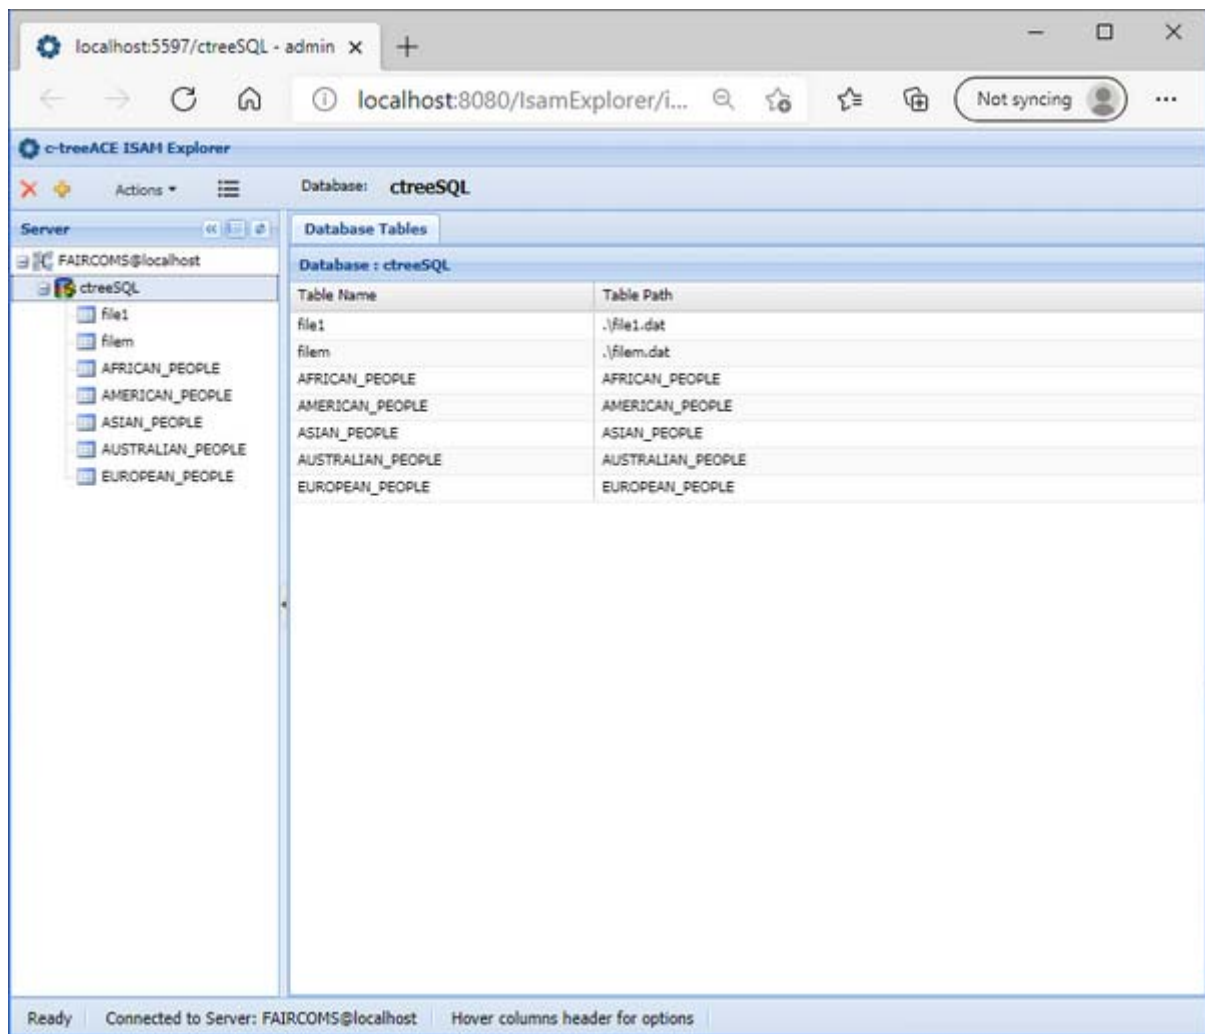 localhost:5597/ctreeSQL - admin
localhost:8080/IsamExplorer/i...
Not syncing
c-treeACE ISAM Explorer
Actions
Database: ctreeSQL
Server
Database Tables
FAIRCOMS@localhost
Database : ctreeSQL
ctreeSQL
Table Name Table Path
file1
file1 .\file1.dat
filem
filem .\filem.dat
AFRICAN_PEOPLE
AFRICAN_PEOPLE AFRICAN_PEOPLE
AMERICAN_PEOPLE
AMERICAN_PEOPLE AMERICAN_PEOPLE
ASIAN_PEOPLE
ASIAN_PEOPLE ASIAN_PEOPLE
AUSTRALIAN_PEOPLE
AUSTRALIAN_PEOPLE AUSTRALIAN_PEOPLE
EUROPEAN_PEOPLE
EUROPEAN_PEOPLE EUROPEAN_PEOPLE
Ready Connected to Server: FAIRCOMS@localhost Hover columns header for options